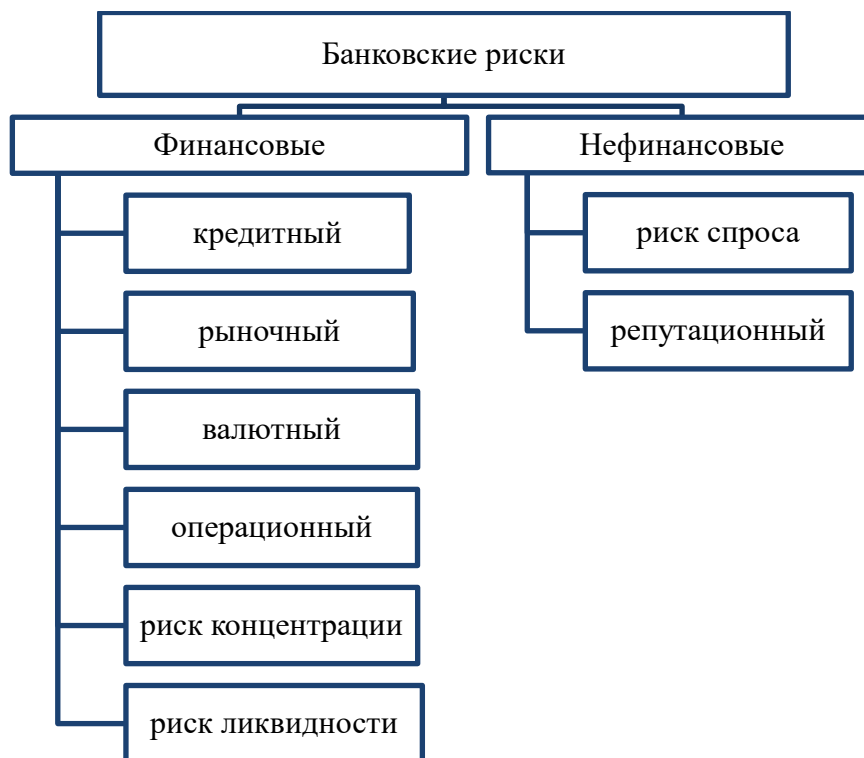 Банковские риски
Финансовые
кредитный
рыночный
валютный
операционный
риск концентрации
риск ликвидности
Нефинансовые
риск спроса
репутационный